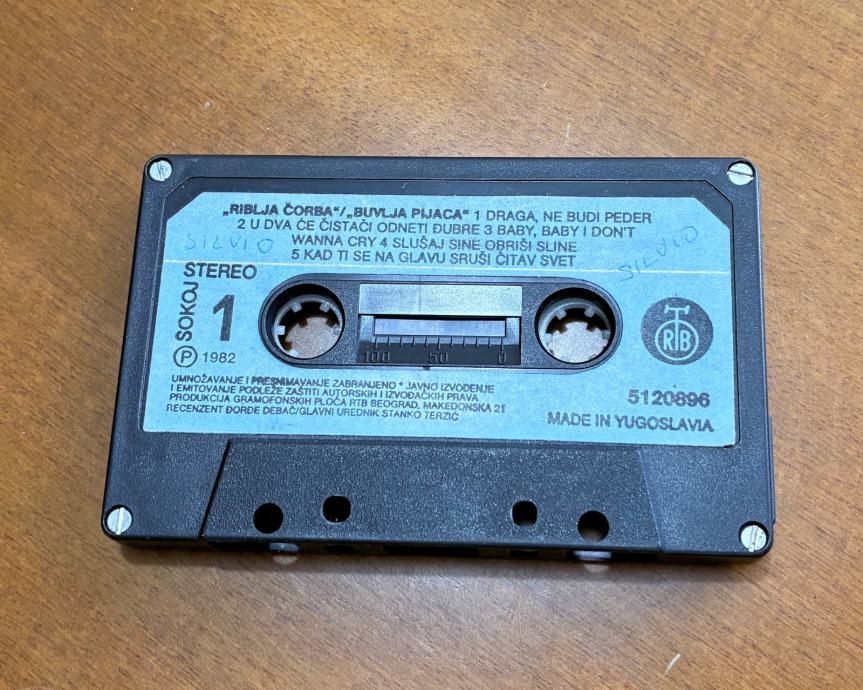 „RIBLJA ČORBA“/„BUVLJA PIJACA“ 1 DRAGA, NE BUDI PEDER
2 U DVA ĆE ČISTAČI ODNETI ĐUBRE 3 BABY, BABY I DON'T
WANNA CRY 4 SLUŠAJ SINE OBRIŠI SLINE
5 KAD TI SE NA GLAVU SRUŠI ČITAV SVET
SILVIO
SILVIO
STEREO
SOKOJ
1
Ⓟ 1982
RTB
100 50 0
UMNOŽAVANJE I PRESNIMAVANJE ZABRANJENO * JAVNO IZVOĐENJE
I EMITOVANJE PODLEŽE ZAŠTITI AUTORSKIH I IZVOĐAČKIH PRAVA
PRODUKCIJA GRAMOFONSKIH PLOČA RTB BEOGRAD, MAKEDONSKA 21
RECENZENT ĐORĐE DEBAČ/GLAVNI UREDNIK STANKO TERZIĆ
5120896
MADE IN YUGOSLAVIA